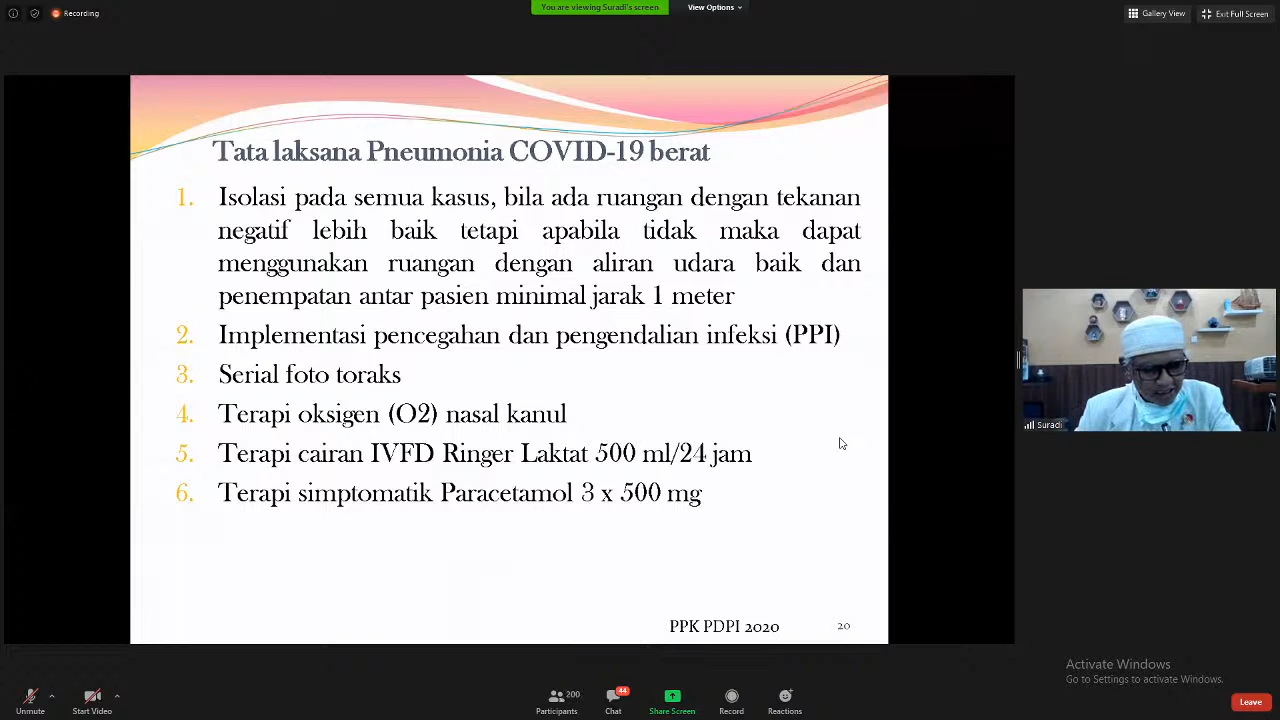 Recording
You are viewing Suradi's screen
View Options
Gallery View
Exit Full Screen
Tata laksana Pneumonia COVID-19 berat
1. Isolasi pada semua kasus, bila ada ruangan dengan tekanan
negatif lebih baik tetapi apabila tidak maka dapat
menggunakan ruangan dengan aliran udara baik dan
penempatan antar pasien minimal jarak 1 meter
2. Implementasi pencegahan dan pengendalian infeksi (PPI)
3. Serial foto toraks
4. Terapi oksigen (O2) nasal kanul
5. Terapi cairan IVFD Ringer Laktat 500 ml/24 jam
6. Terapi simptomatik Paracetamol 3 x 500 mg
PPK PDPI 2020
20
Suradi
Activate Windows
Go to Settings to activate Windows.
Unmute
Start Video
200
Participants
44
Chat
Share Screen
Record
Reactions
Leave